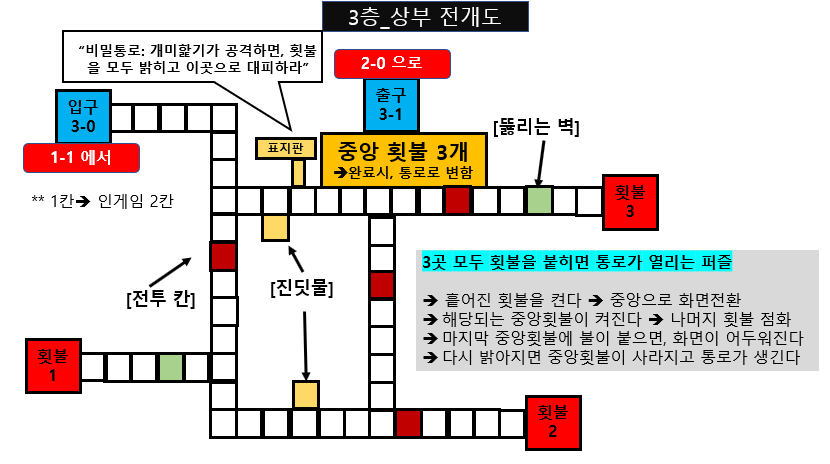 3층_상부 전개도
“비밀통로: 개미핥기가 공격하면, 횃불
을 모두 밝히고 이곳으로 대피하라”
2-0 으로
입구
3-0
출구
3-1
[뚫리는 벽]
1-1 에서
표지판
중앙 횃불 3개
➔완료시, 통로로 변함
** 1칸➔ 인게임 2칸
횃불
3
3곳 모두 횃불을 붙히면 통로가 열리는 퍼즐
[전투 칸]
[진딧물]
➔ 흩어진 횃불을 켠다 ➔ 중앙으로 화면전환
➔ 해당되는 중앙횃불이 켜진다 ➔ 나머지 횃불 점화
➔ 마지막 중앙횃불에 불이 붙으면, 화면이 어두워진다
➔ 다시 밝아지면 중앙횃불이 사라지고 통로가 생긴다
횃불
1
횃불
2